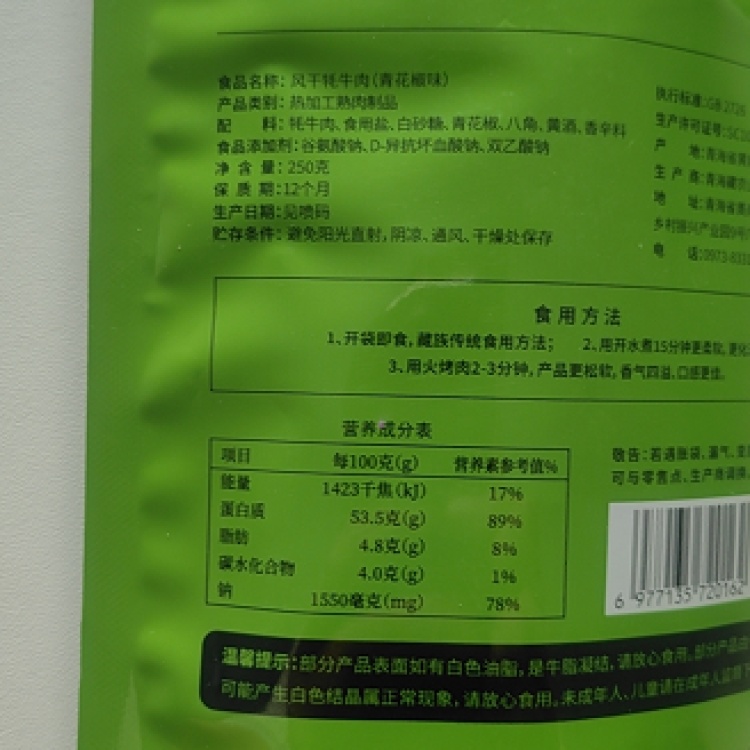 食品名称：风干牦牛肉（青花椒味）
产品类别：热加工熟肉制品
配 料：牦牛肉、食用盐、白砂糖、青花椒、八角、黄酒、香辛料
食品添加剂：谷氨酸钠、D-异抗坏血酸钠、双乙酸钠
净 含 量：250克
保 质 期：12个月
生产日期：见喷码
贮存条件：避免阳光直射，阴凉、通风、干燥处保存
执行标准:GB 2726
生产许可证号:SC10
产 地:青海省
生 产 商:青海藏
地 址:青海省
乡村振兴产业园9号
电 话:0973-833
食用方法
1、开袋即食，藏族传统食用方法； 2、用开水煮15分钟更柔软，更化
3、用火烤肉2-3分钟，产品更松软，香气四溢、口感更佳。
营养成分表
项目 每100克(g) 营养素参考值%
能量 1423千焦(kJ) 17%
蛋白质 53.5克(g) 89%
脂肪 4.8克(g) 8%
碳水化合物 4.0克(g) 1%
钠 1550毫克(mg) 78%
敬告：若遇胀袋、漏气、变
可与零售点、生产商调换
6 977135 720162
温馨提示：部分产品表面如有白色油脂，是牛脂凝结，请放心食用。部分产品
可能产生白色结晶属正常现象，请放心食用。未成年人、儿童请在成年人监